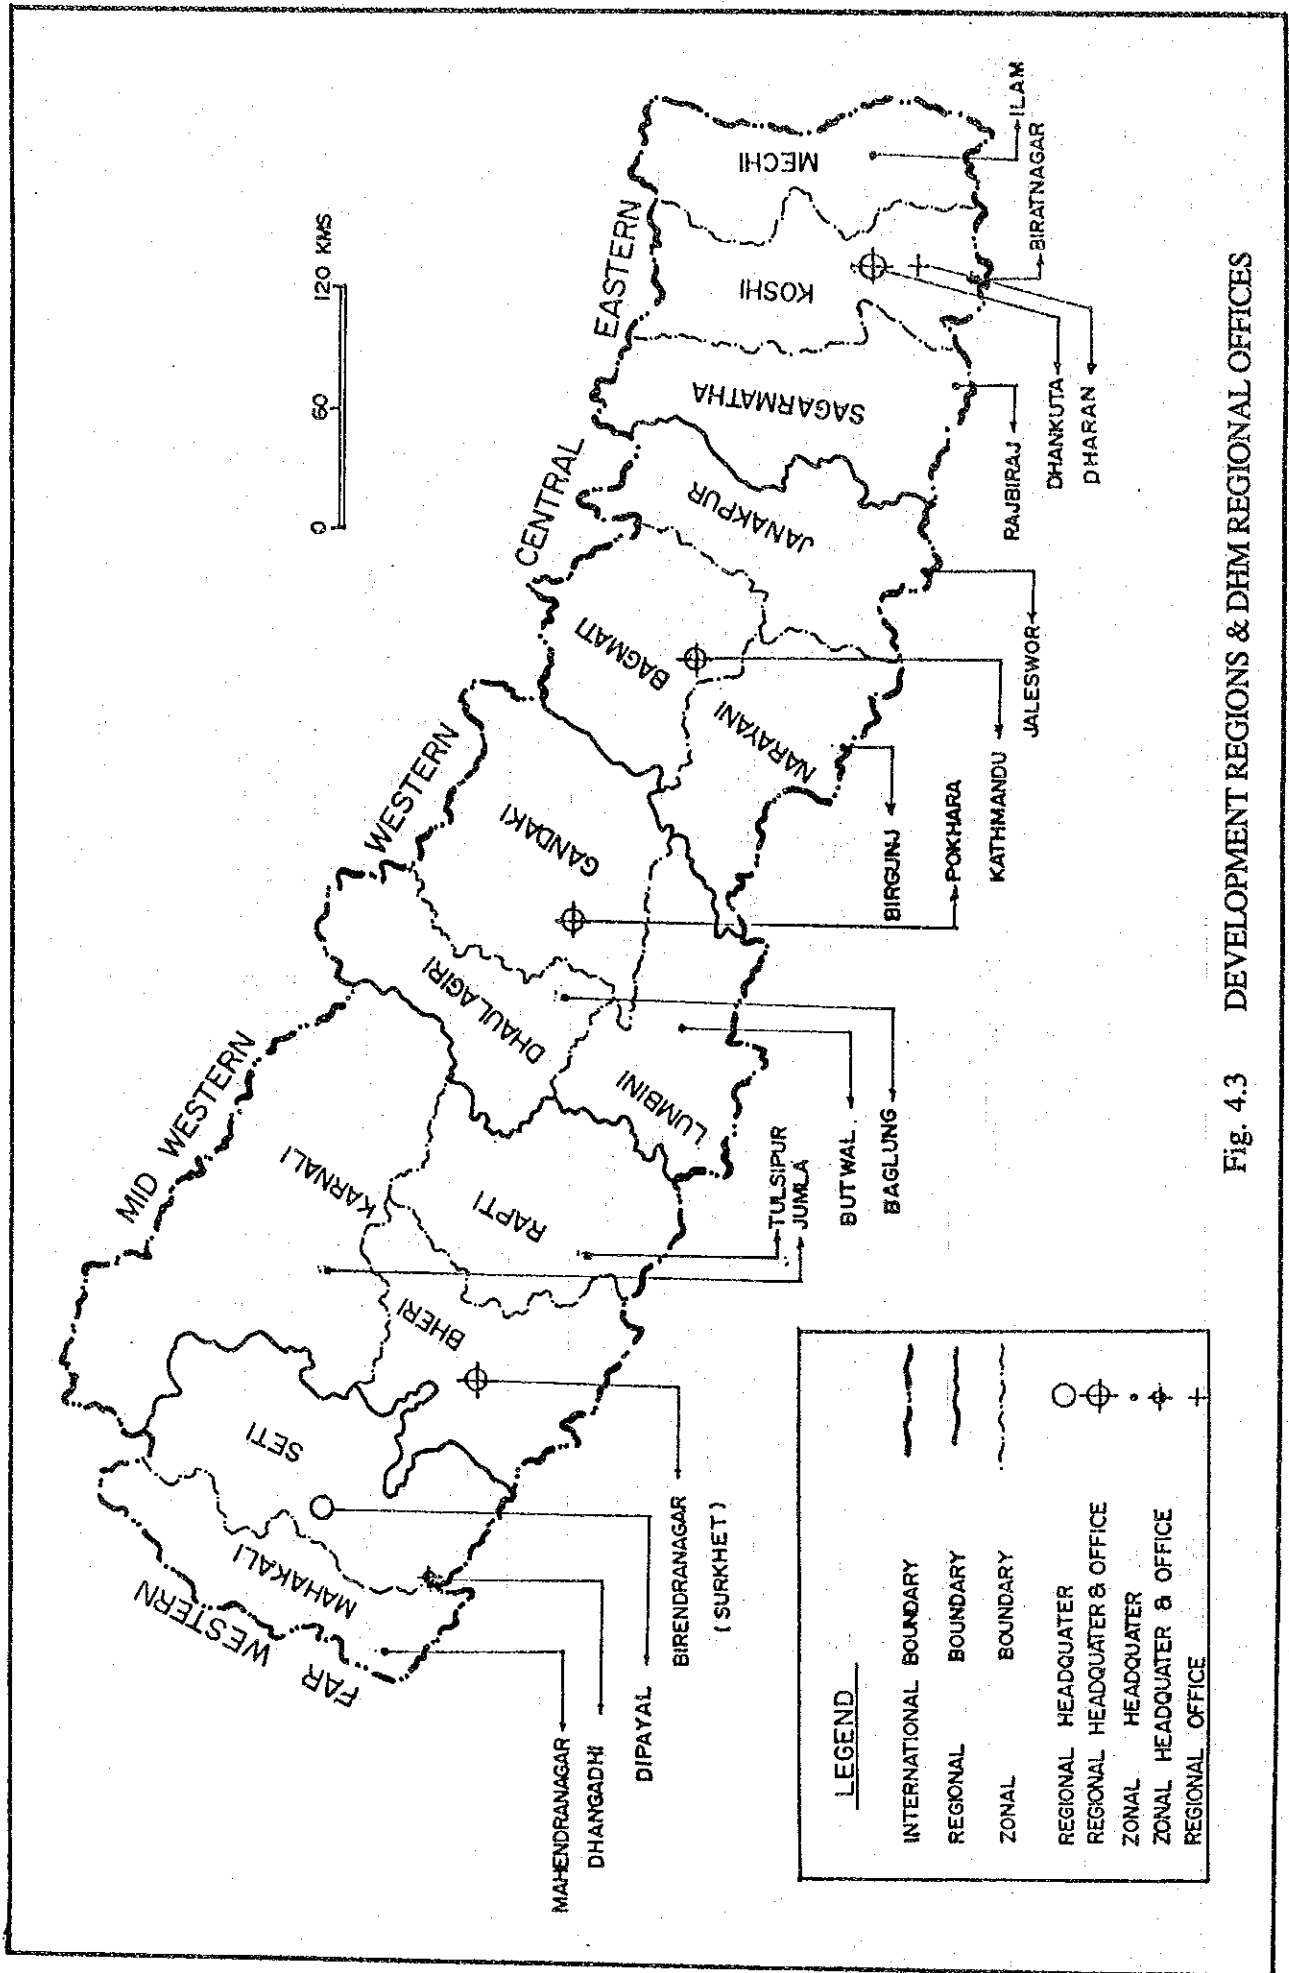 FAR
WESTERN
MID WESTERN
WESTERN
CENTRAL
EASTERN
0 60 120 KMS
MAHAKALI
SETI
KARNALI
BHERI
RAPTI
DHAULAGIRI
LUMBINI
GANDAKI
BAGMATI
NARAYANI
JANAKPUR
SAGARMATHA
KOSHI
MECHI
MAHENDRANAGAR
DHANGADHI
DIPAYAL
BIRENDRANAGAR
(SURKHET)
TULSIPUR
JUMLA
BUTWAL
BAGLUNG
BIRGUNJ
POKHARA
KATHMANDU
JALESWOR
RAJBIRAJ
DHANKUTA
DHARAN
BIRATNAGAR
ILAM
LEGEND
INTERNATIONAL BOUNDARY
REGIONAL BOUNDARY
ZONAL BOUNDARY
REGIONAL HEADQUATER
REGIONAL HEADQUATER & OFFICE
ZONAL HEADQUATER
ZONAL HEADQUATER & OFFICE
REGIONAL OFFICE
Fig. 4.3 DEVELOPMENT REGIONS & DHM REGIONAL OFFICES